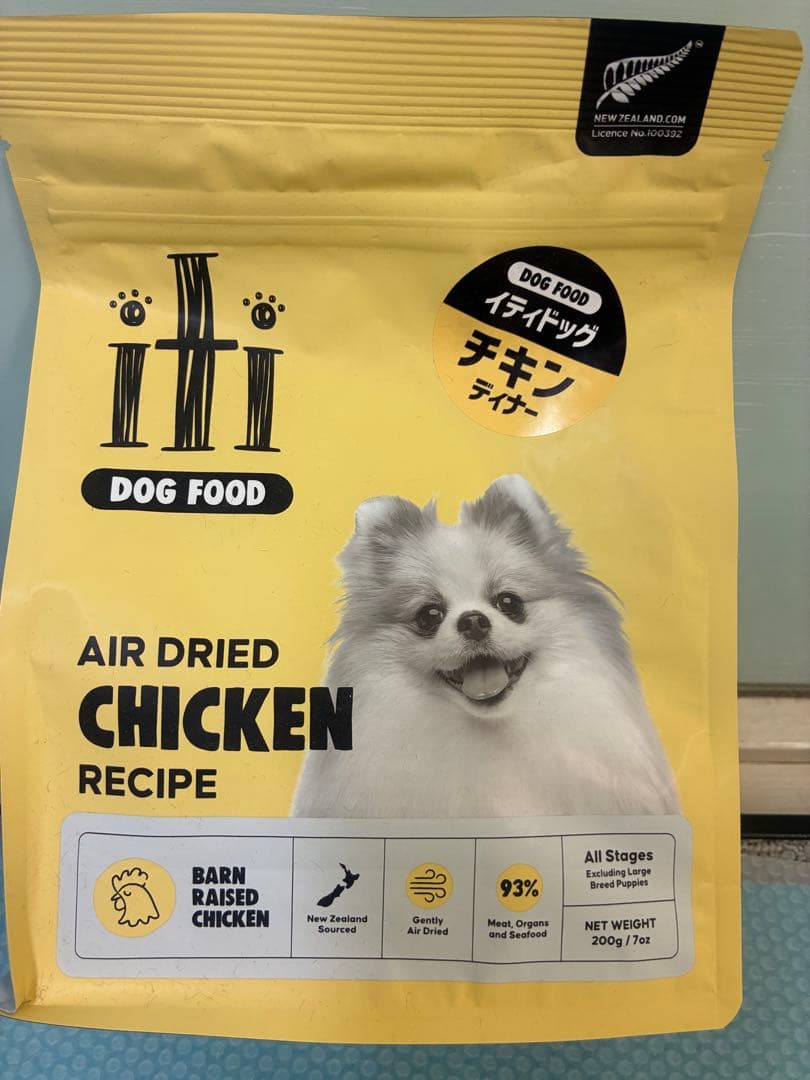 NEW ZEALAND.COM
Licence No.100392
iti
DOG FOOD
DOG FOOD
イティドッグ
チキン
ディナー
AIR DRIED
CHICKEN
RECIPE
BARN
RAISED
CHICKEN
New Zealand
Sourced
Gently
Air Dried
93%
Meat, Organs
and Seafood
All Stages
Excluding Large
Breed Puppies
NET WEIGHT
200g / 7oz